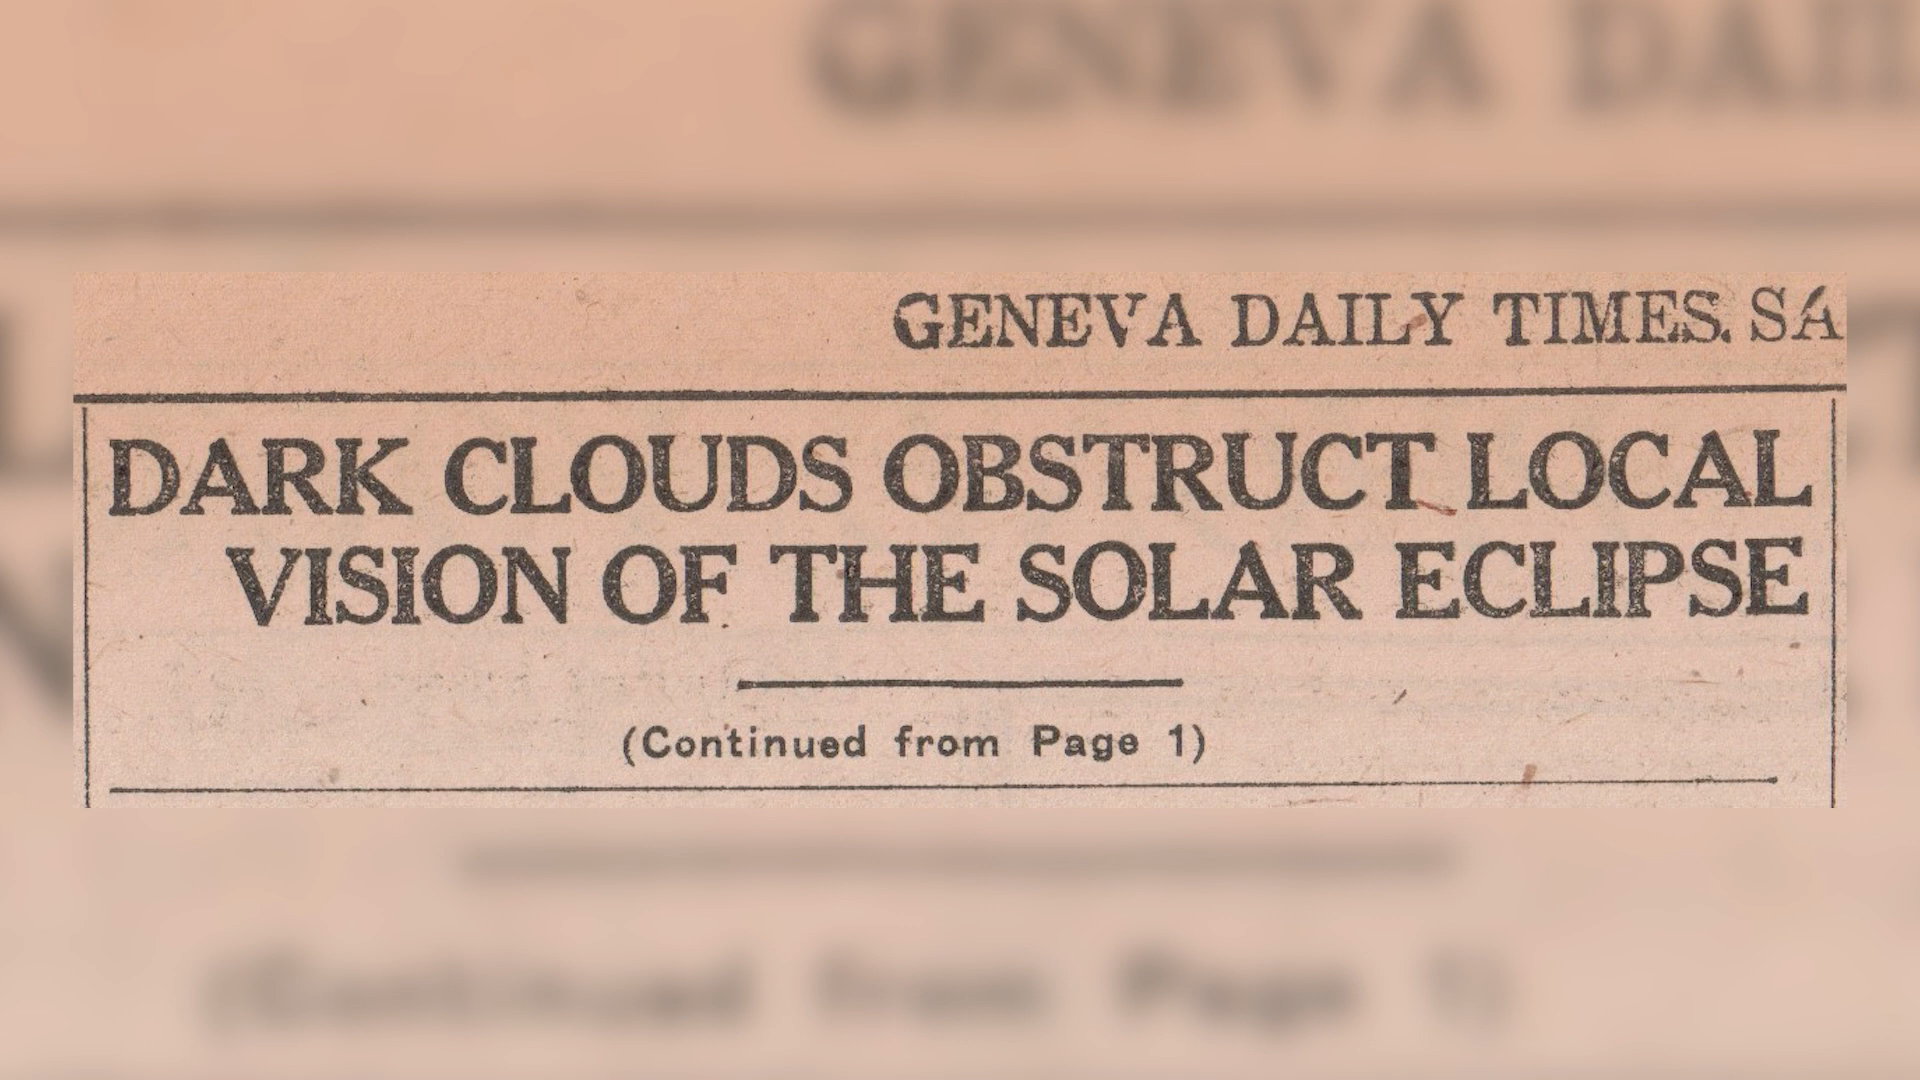 GENEVA DAILY TIMES. SA
DARK CLOUDS OBSTRUCT LOCAL
VISION OF THE SOLAR ECLIPSE
(Continued from Page 1)